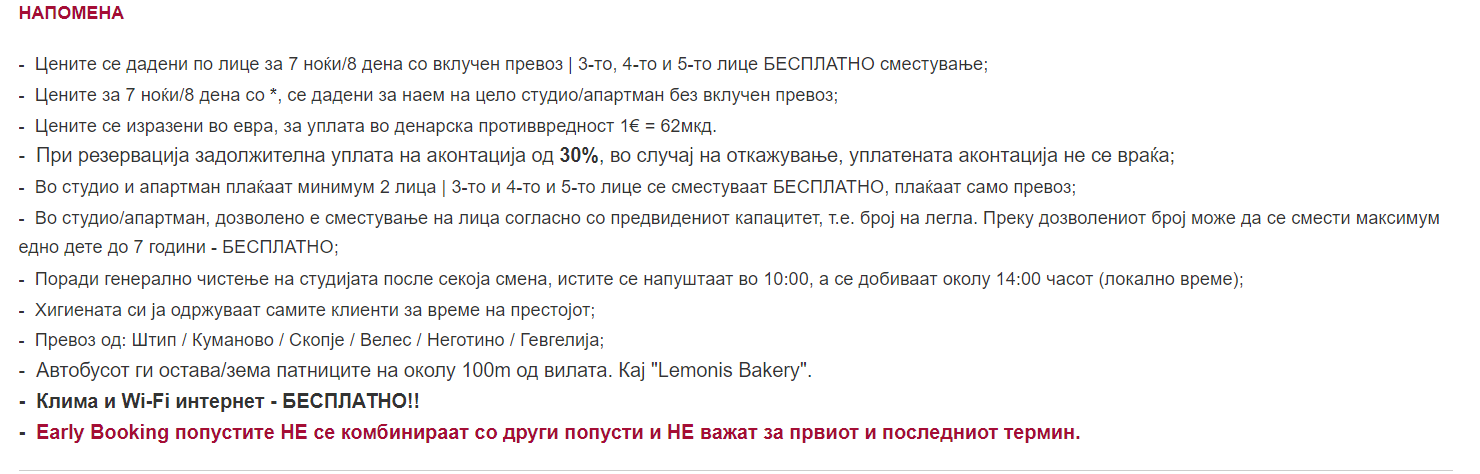 НАПОМЕНА
- Цените се дадени по лице за 7 ноќи/8 дена со вклучен превоз | 3-то, 4-то и 5-то лице БЕСПЛАТНО сместување;
- Цените за 7 ноќи/8 дена со *, се дадени за наем на цело студио/апартман без вклучен превоз;
- Цените се изразени во евра, за уплата во денарска противвредност 1€ = 62мкд.
- При резервација задолжителна уплата на аконтација од 30%, во случај на откажување, уплатената аконтација не се враќа;
- Во студио и апартман плаќаат минимум 2 лица | 3-то и 4-то и 5-то лице се сместуваат БЕСПЛАТНО, плаќаат само превоз;
- Во студио/апартман, дозволено е сместување на лица согласно со предвидениот капацитет, т.е. број на легла. Преку дозволениот број може да се смести максимум
едно дете до 7 години - БЕСПЛАТНО;
- Поради генерално чистење на студијата после секоја смена, истите се напуштаат во 10:00, а се добиваат околу 14:00 часот (локално време);
- Хигиената си ја одржуваат самите клиенти за време на престојот;
- Превоз од: Штип / Куманово / Скопје / Велес / Неготино / Гевгелија;
- Автобусот ги остава/зема патниците на околу 100m од вилата. Кај "Lemonis Bakery".
- Клима и Wi-Fi интернет - БЕСПЛАТНО!!
- Early Booking попустите НЕ се комбинираат со други попусти и НЕ важат за првиот и последниот термин.